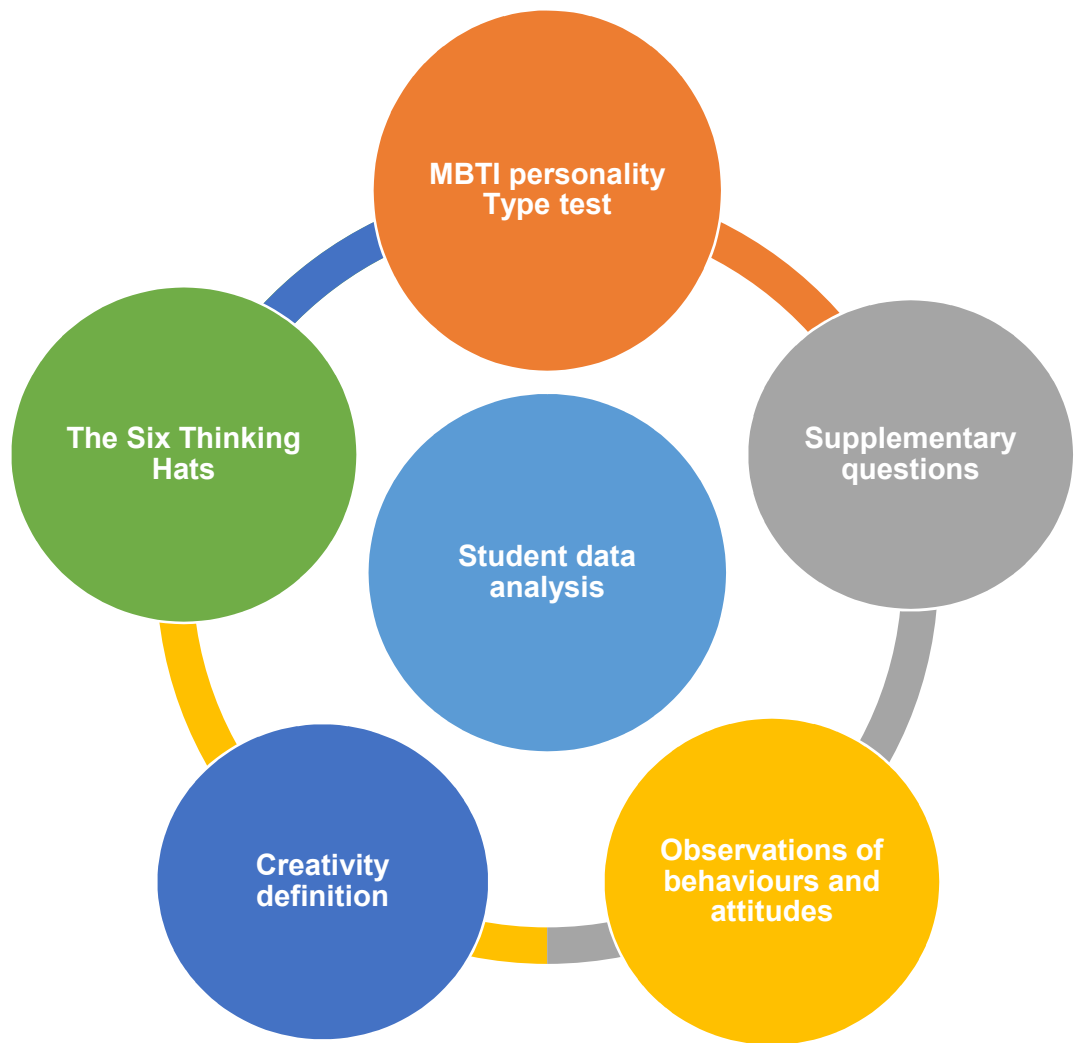 MBTI personality
Type test
The Six Thinking
Hats
Supplementary
questions
Student data
analysis
Creativity
definition
Observations of
behaviours and
attitudes